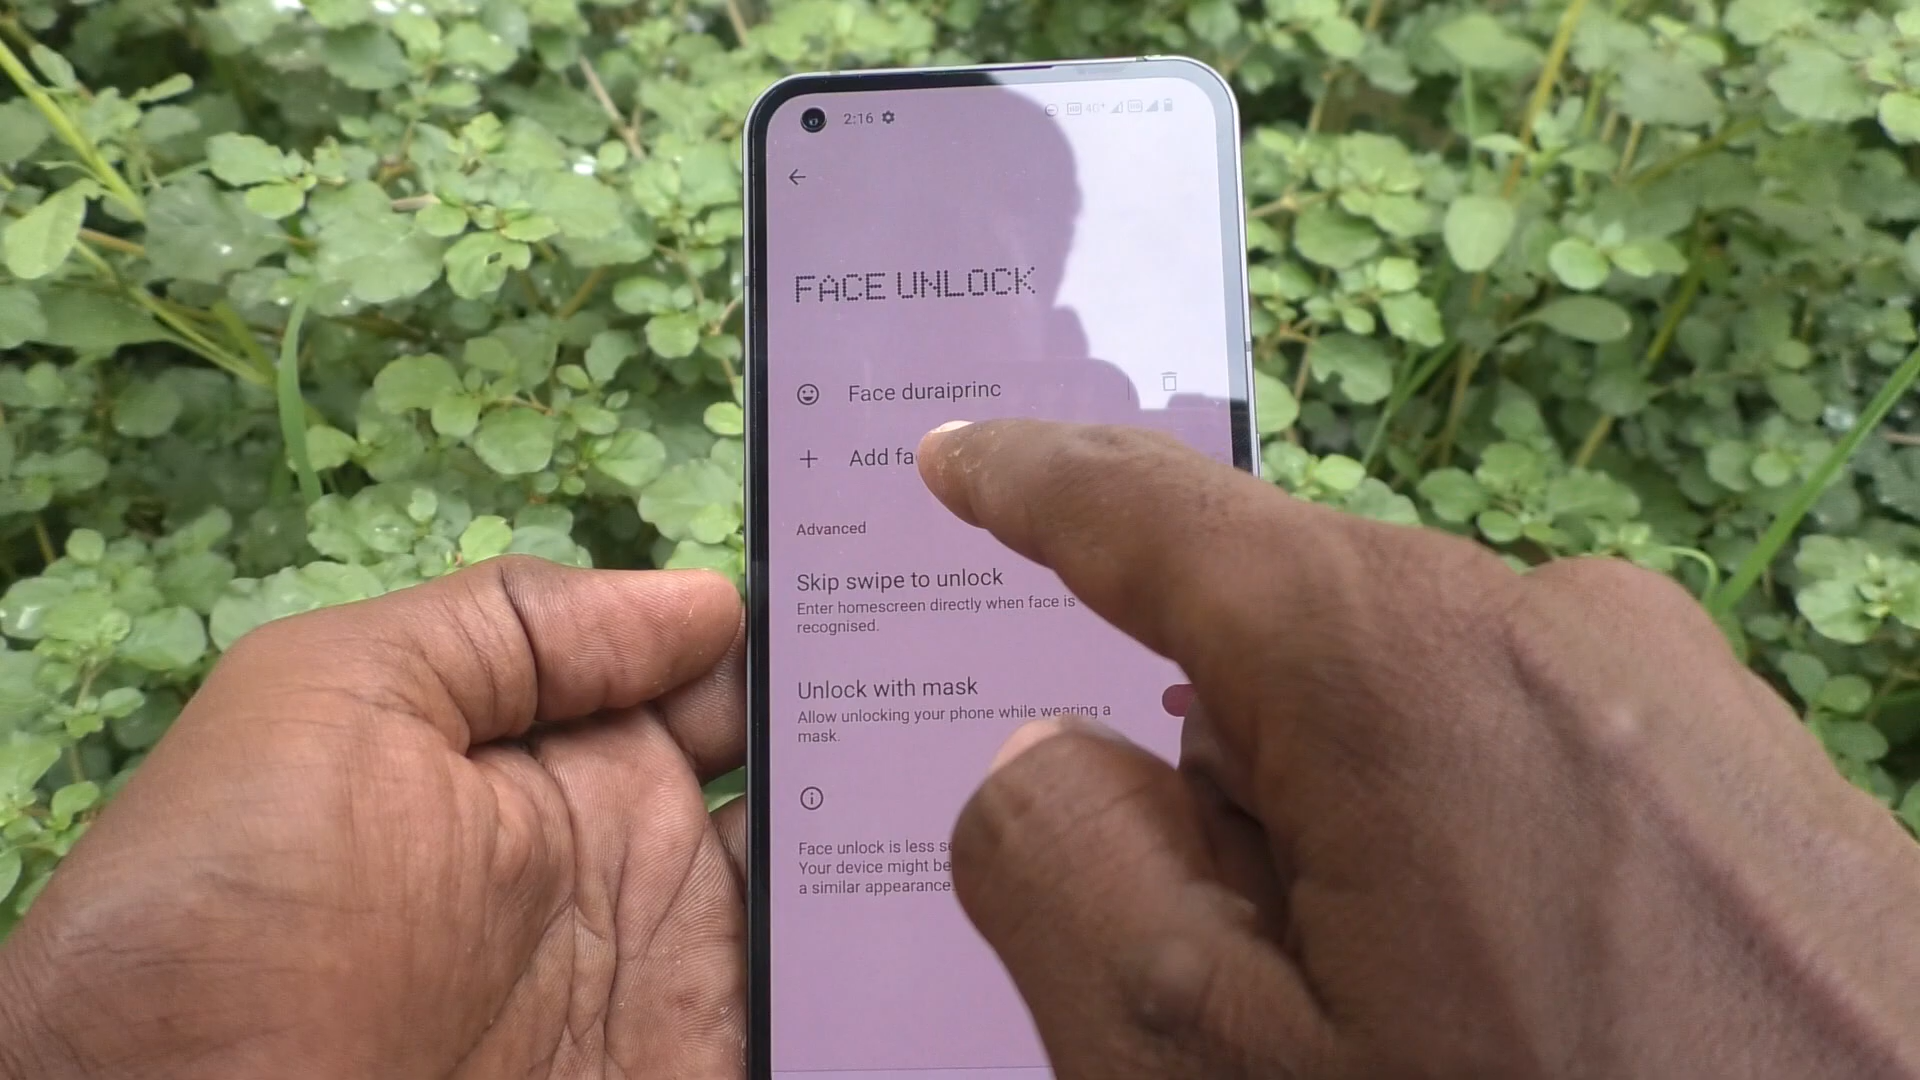 2:16
4G+
FACE UNLOCK
Face duraiprinc
Add
Advanced
Skip swipe to unlock
Enter homescreen directly when face is
recognised.
Unlock with mask
Allow unlocking your phone while wearing a
mask.
Face unlock is less
Your device might be
a similar appearance.